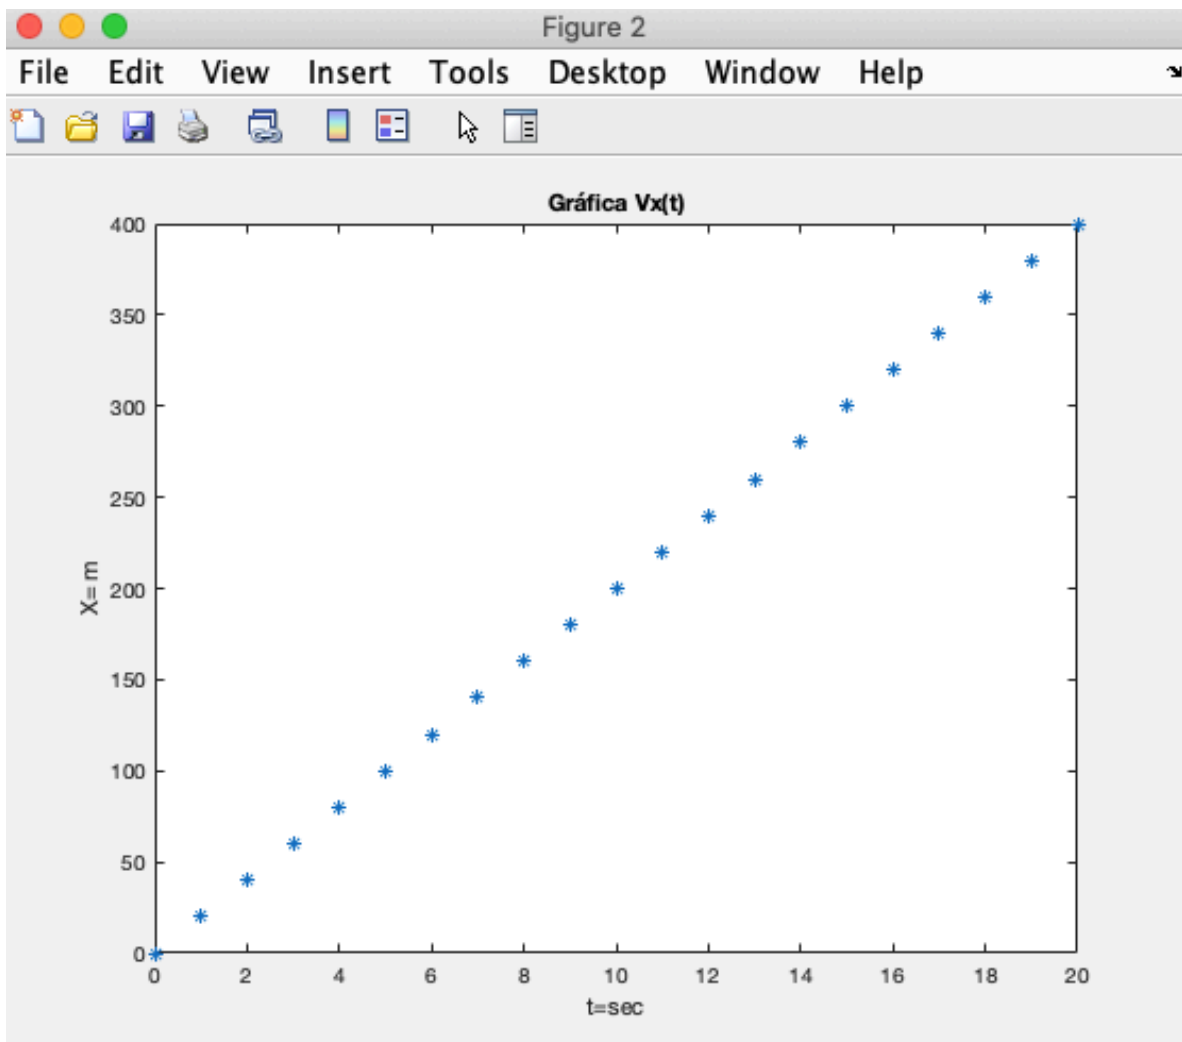 Figure 2
File Edit View Insert Tools Desktop Window Help
Gráfica Vx(t)
400
350
300
250
200
150
100
50
0
X= m
0 2 4 6 8 10 12 14 16 18 20
t=sec